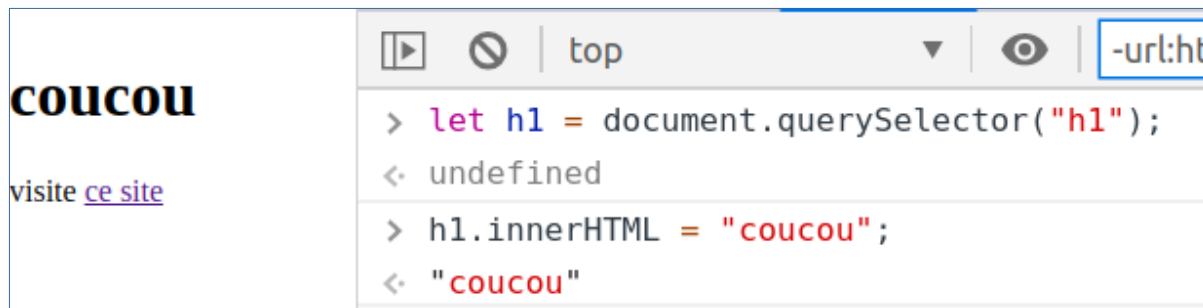 coucou
visite ce site
top
-url:ht
> let h1 = document.querySelector("h1");
undefined
> h1.innerHTML = "coucou";
"coucou"